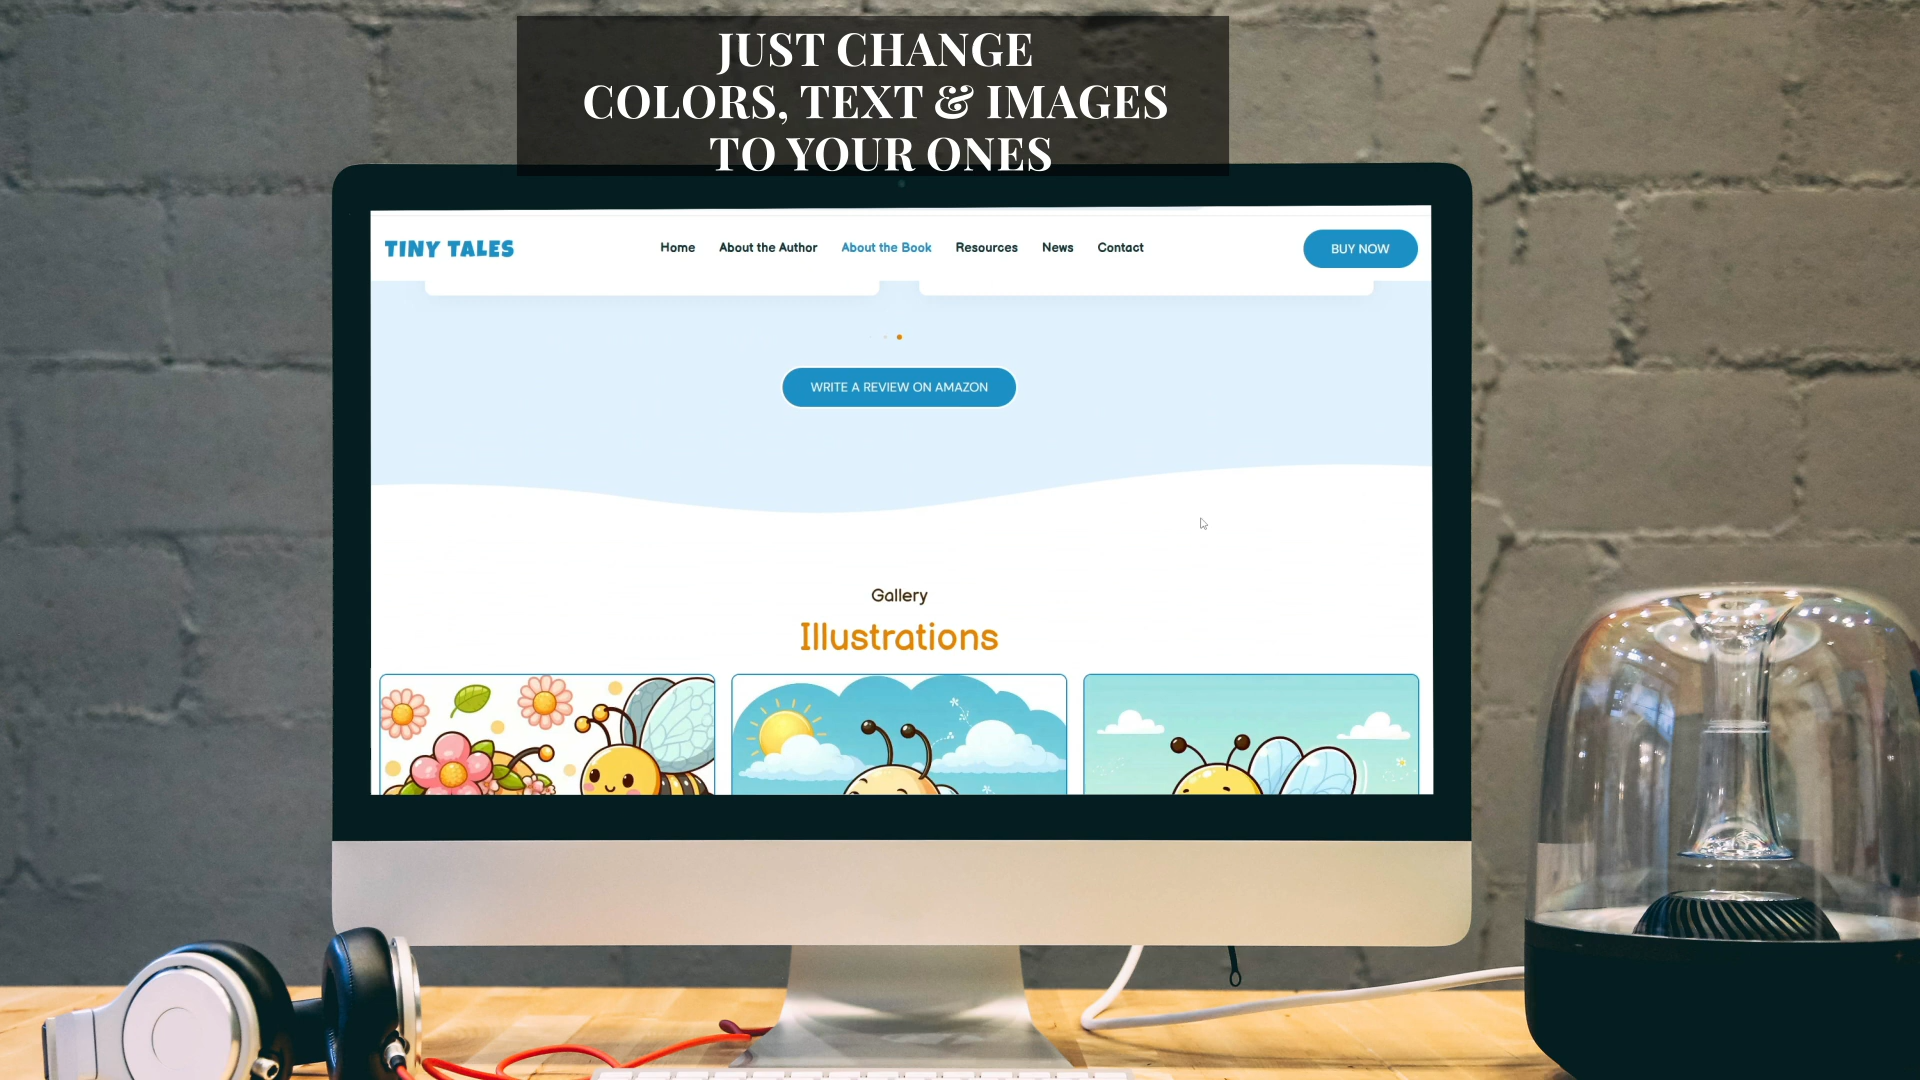 JUST CHANGE
COLORS, TEXT & IMAGES
TO YOUR ONES
TINY TALES
Home
About the Author
About the Book
Resources
News
Contact
BUY NOW
WRITE A REVIEW ON AMAZON
Gallery
Illustrations